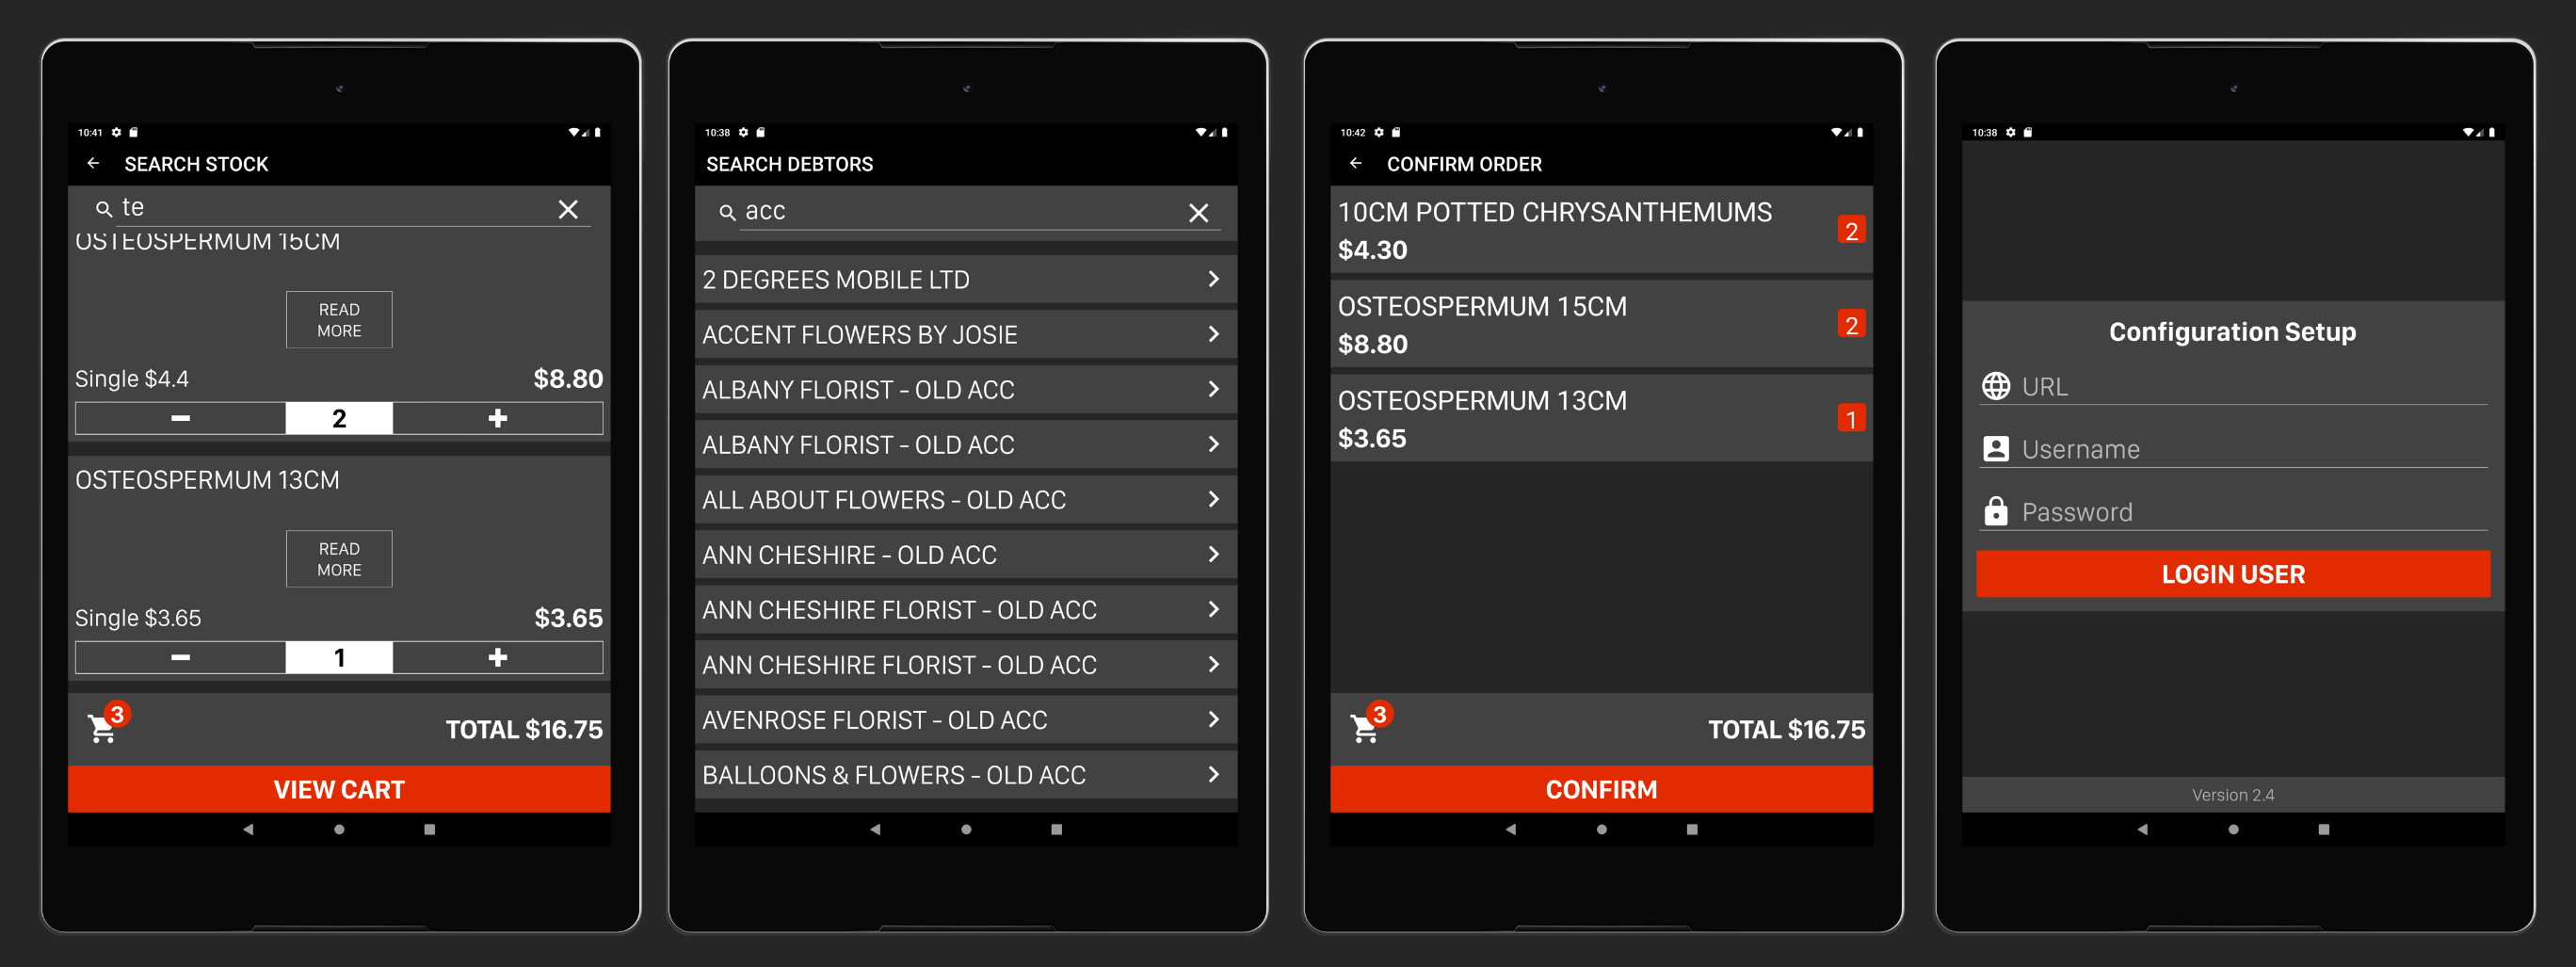 10:41
SEARCH STOCK
te
OSTEOSPERMUM 15CM
READ
MORE
Single $4.4 $8.80
2
OSTEOSPERMUM 13CM
READ
MORE
Single $3.65 $3.65
1
3
TOTAL $16.75
VIEW CART
10:38
SEARCH DEBTORS
acc
2 DEGREES MOBILE LTD
ACCENT FLOWERS BY JOSIE
ALBANY FLORIST - OLD ACC
ALBANY FLORIST - OLD ACC
ALL ABOUT FLOWERS - OLD ACC
ANN CHESHIRE - OLD ACC
ANN CHESHIRE FLORIST - OLD ACC
ANN CHESHIRE FLORIST - OLD ACC
AVENROSE FLORIST - OLD ACC
BALLOONS & FLOWERS - OLD ACC
10:42
CONFIRM ORDER
10CM POTTED CHRYSANTHEMUMS
2
$4.30
OSTEOSPERMUM 15CM
2
$8.80
OSTEOSPERMUM 13CM
1
$3.65
3
TOTAL $16.75
CONFIRM
10:38
Configuration Setup
URL
Username
Password
LOGIN USER
Version 2.4